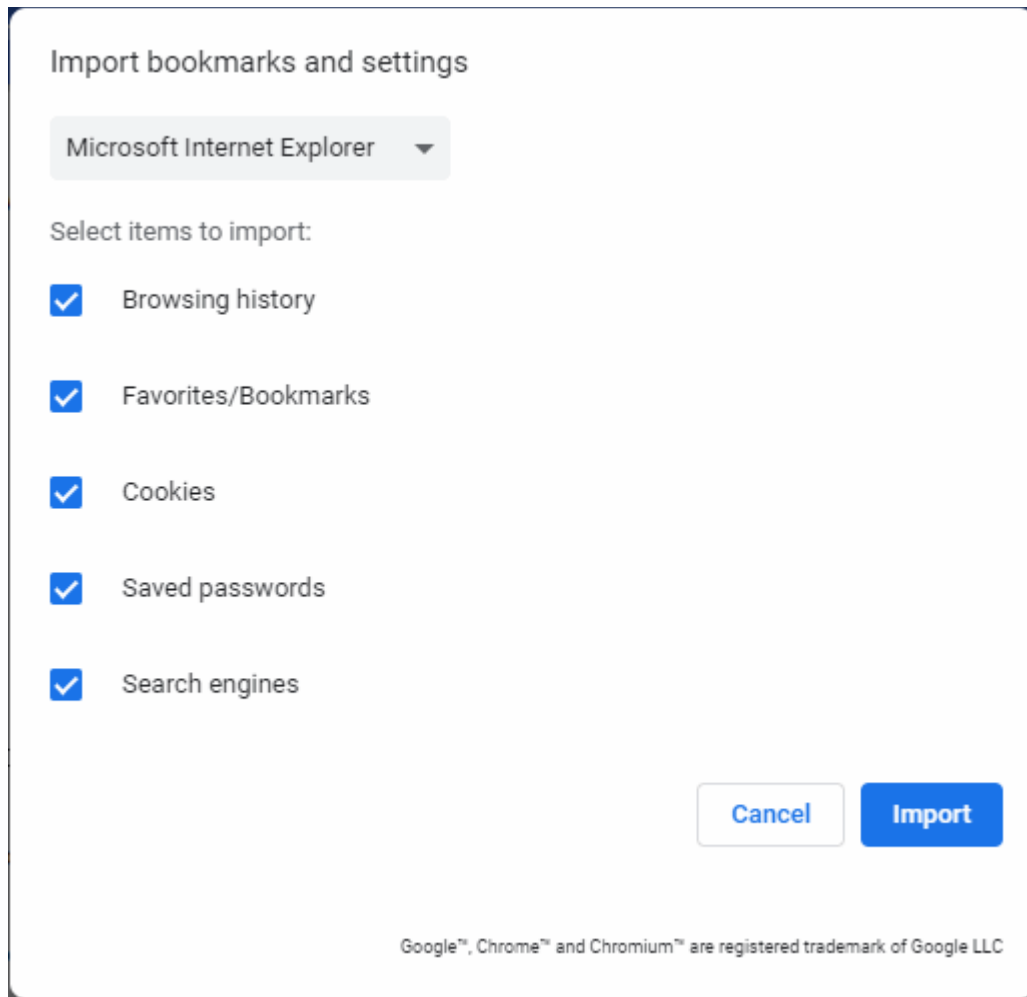 Import bookmarks and settings
Microsoft Internet Explorer
Select items to import:
Browsing history
Favorites/Bookmarks
Cookies
Saved passwords
Search engines
Cancel Import
Google™, Chrome™ and Chromium™ are registered trademark of Google LLC